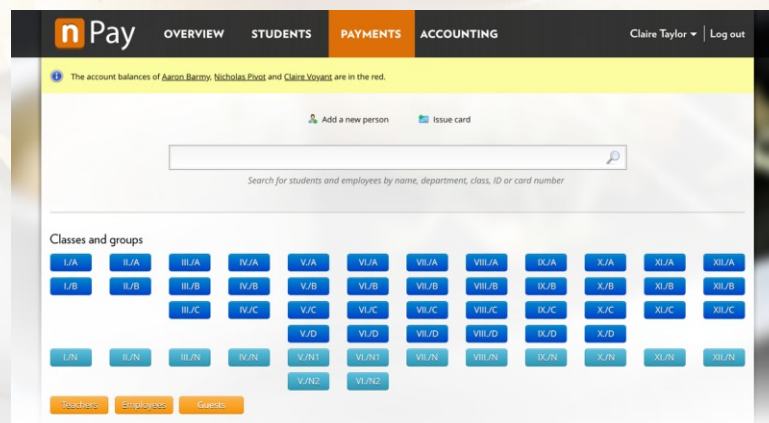 n Pay OVERVIEW STUDENTS PAYMENTS ACCOUNTING Claire Taylor Log out
The account balances of Aaron Barmy, Nicholas Pivot and Claire Voyant are in the red.
Add a new person Issue card
Search for students and employees by name, department, class, ID or card number
Classes and groups
I./A II./A III./A IV./A V./A VI./A VII./A VIII./A IX./A X./A XI./A XII./A
I./B II./B III./B IV./B V./B VI./B VII./B VIII./B IX./B X./B XI./B XII./B
III./C IV./C V./C VI./C VII./C VIII./C IX./C X./C XI./C XII./C
V./D VI./D VII./D VIII./D IX./D X./D
I./N II./N III./N IV./N V./N1 VI./N1 VII./N VIII./N IX./N X./N XI./N XII./N
V./N2 VI./N2
Teachers Employees Guests